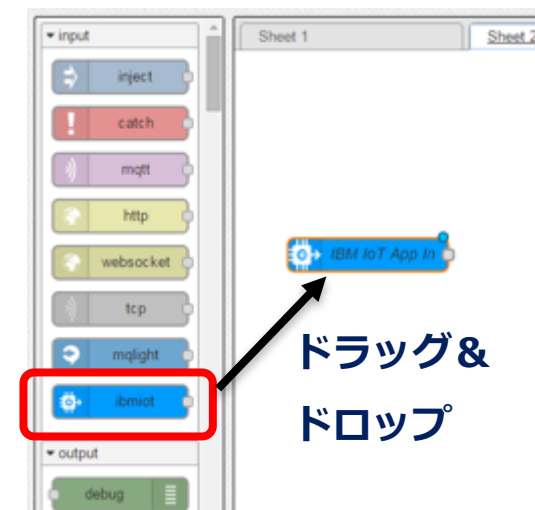 input
inject
catch
mqtt
http
websocket
tcp
mqlight
ibmiot
output
debug
Sheet 1
Sheet 2
IBM IoT App In
ドラッグ&
ドロップ